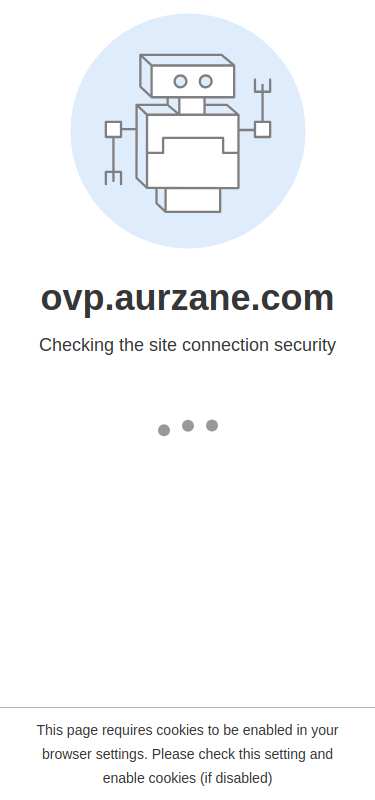 ovp.aurzane.com
Checking the site connection security
This page requires cookies to be enabled in your
browser settings. Please check this setting and
enable cookies (if disabled)